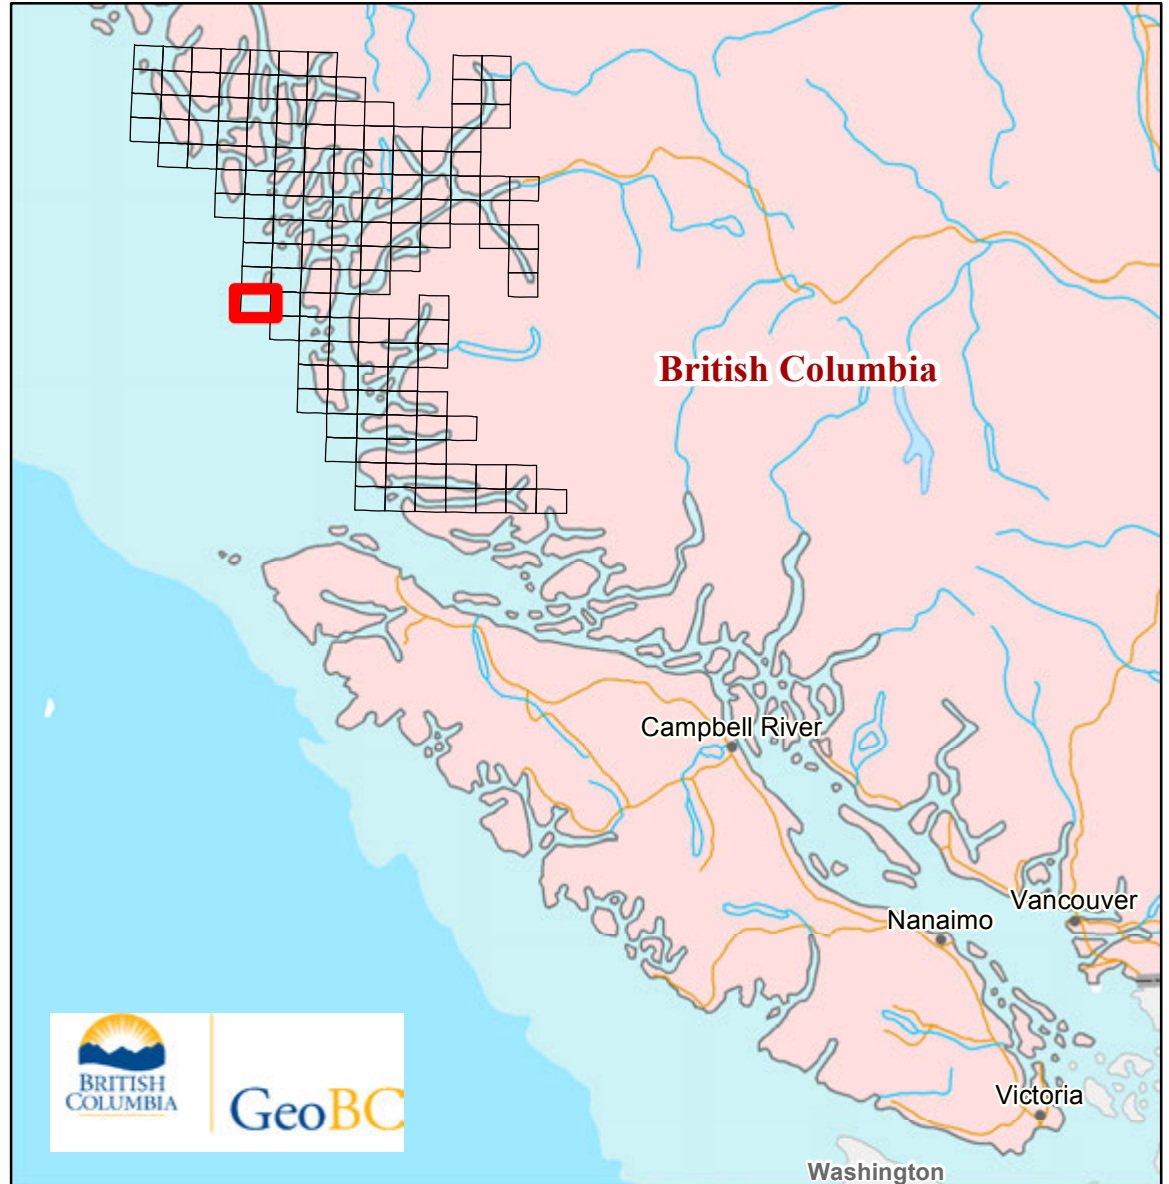 British Columbia
Campbell River
Vancouver
Nanaimo
BRITISH
COLUMBIA
GeoBC
Victoria
Washington